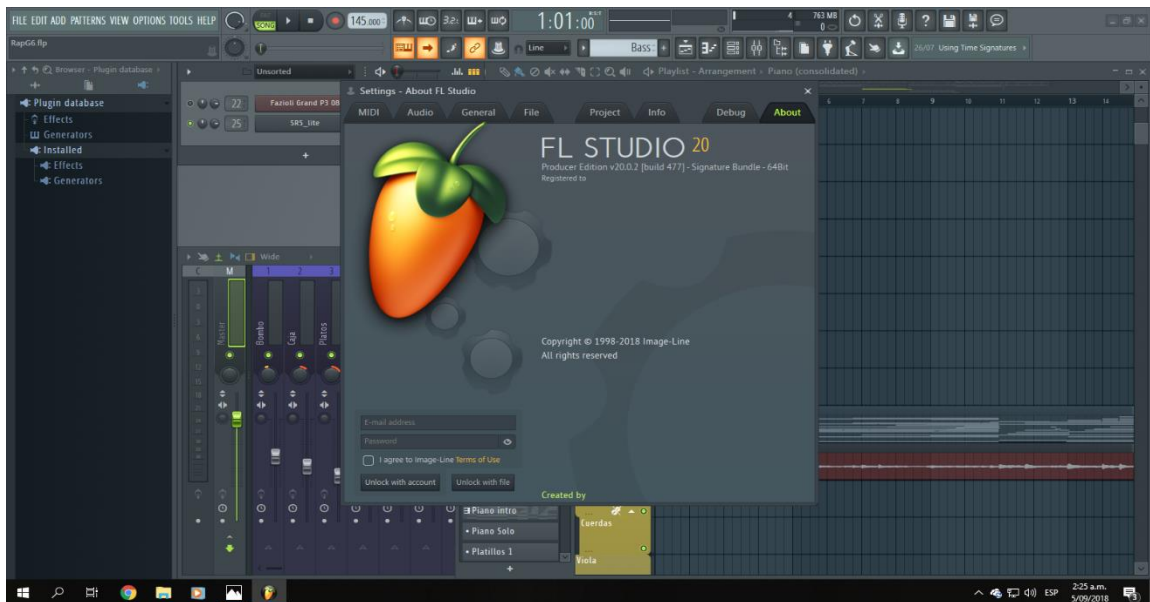 FILE EDIT ADD PATTERNS VIEW OPTIONS TOOLS HELP
SONG
145.000
3.2:
1:01:00
4
763 MB
0
RapG6.flp
Line
Bass
26/07 Using Time Signatures
Browser - Plugin database
Unsorted
Playlist - Arrangement › Piano (consolidated)
Plugin database
Effects
Generators
Installed
Effects
Generators
22
Fazioli Grand P3 08
25
SR5_lite
+
Settings - About FL Studio
MIDI
Audio
General
File
Project
Info
Debug
About
6 7 8 9 10 11 12 13 14
FL STUDIO 20
Producer Edition v20.0.2 [build 477] - Signature Bundle - 64Bit
Registered to
Wide
C M 1 2 3
Master
Bombo
Caja
Platos
Copyright © 1998-2018 Image-Line
All rights reserved
E-mail address
Password
I agree to Image-Line Terms of Use
Unlock with account
Unlock with file
Created by
Piano intro
Piano Solo
Platillos 1
+
Cuerdas
Viola
ESP
2:25 a.m.
5/09/2018